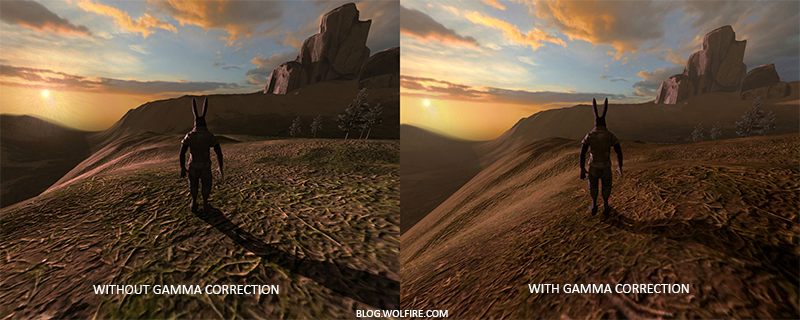 WITHOUT GAMMA CORRECTION
WITH GAMMA CORRECTION
BLOG.WOLFIRE.COM